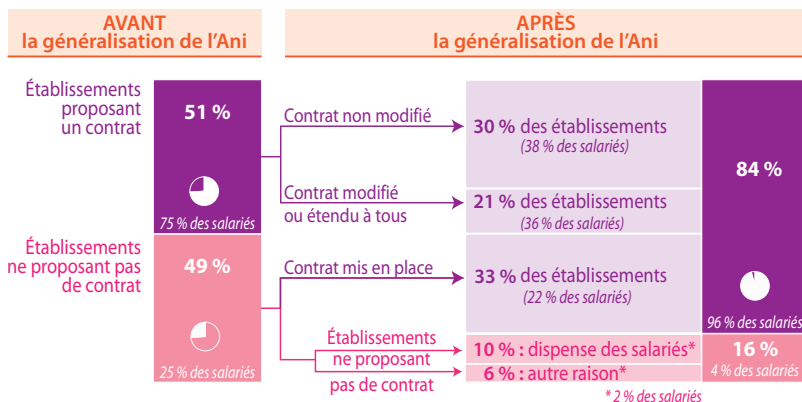 AVANT
la généralisation de l'Ani
APRÈS
la généralisation de l'Ani
Établissements
proposant
un contrat
51 %
75 % des salariés
Établissements
ne proposant pas
de contrat
49 %
25 % des salariés
Contrat non modifié
30 % des établissements
(38 % des salariés)
Contrat modifié
ou étendu à tous
21 % des établissements
(36 % des salariés)
Contrat mis en place
33 % des établissements
(22 % des salariés)
84 %
96 % des salariés
Établissements
ne proposant
pas de contrat
10 % : dispense des salariés*
6 % : autre raison*
16 %
4 % des salariés
* 2 % des salariés